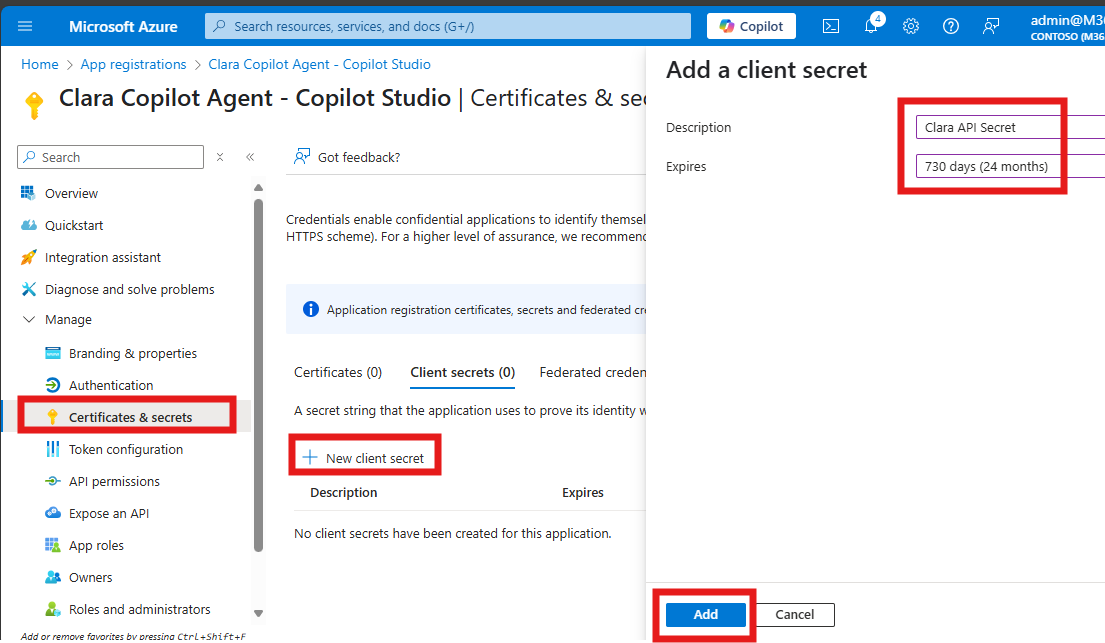 Microsoft Azure
Search resources, services, and docs (G+/)
Copilot
4
admin@M36
CONTOSO (M36
Home > App registrations > Clara Copilot Agent - Copilot Studio
Clara Copilot Agent - Copilot Studio | Certificates & sec
Search
Got feedback?
Overview
Quickstart
Integration assistant
Diagnose and solve problems
Manage
Branding & properties
Authentication
Certificates & secrets
Token configuration
API permissions
Expose an API
App roles
Owners
Roles and administrators
Add or remove favorites by pressing Ctrl+Shift+F
Credentials enable confidential applications to identify themsel
HTTPS scheme). For a higher level of assurance, we recommend
Application registration certificates, secrets and federated cre
Certificates (0)
Client secrets (0)
Federated creden
A secret string that the application uses to prove its identity w
New client secret
Description
Expires
No client secrets have been created for this application.
Add a client secret
Description
Clara API Secret
Expires
730 days (24 months)
Add
Cancel